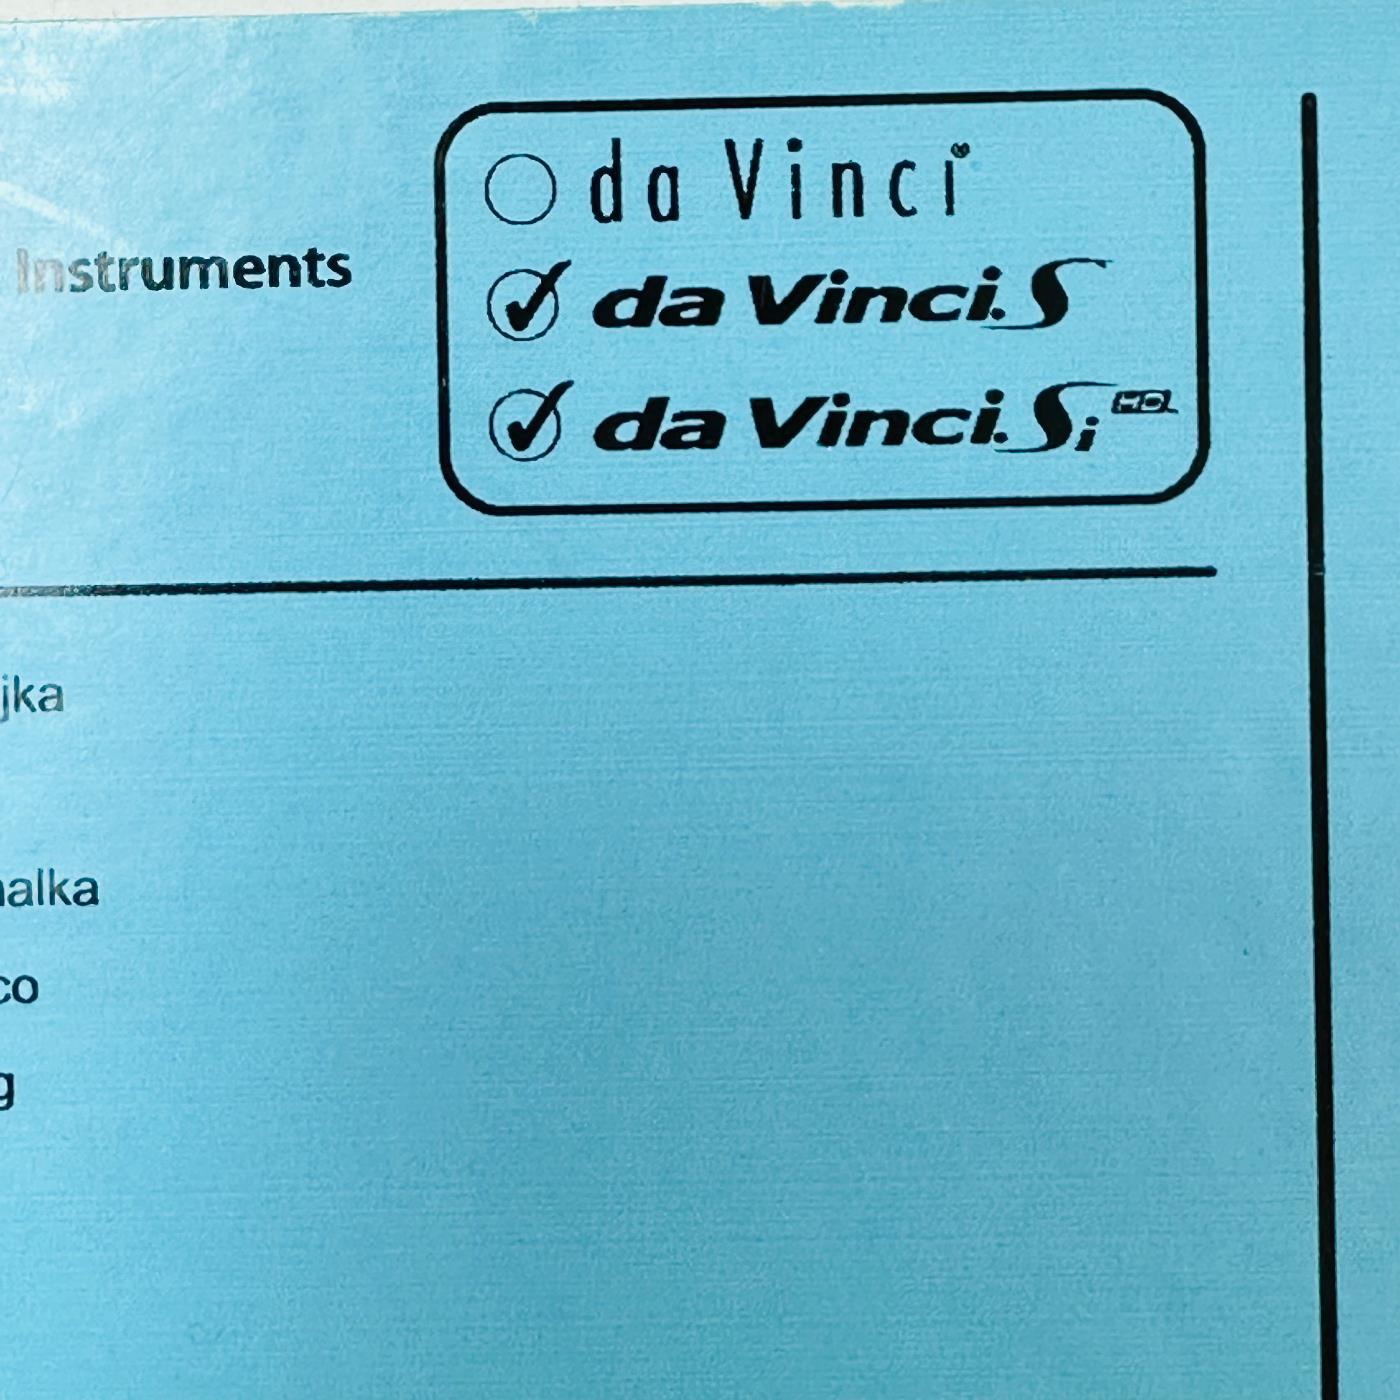 da Vinci®
Instruments
da Vinci.S
da Vinci.Si HD
jka
alka
co
g